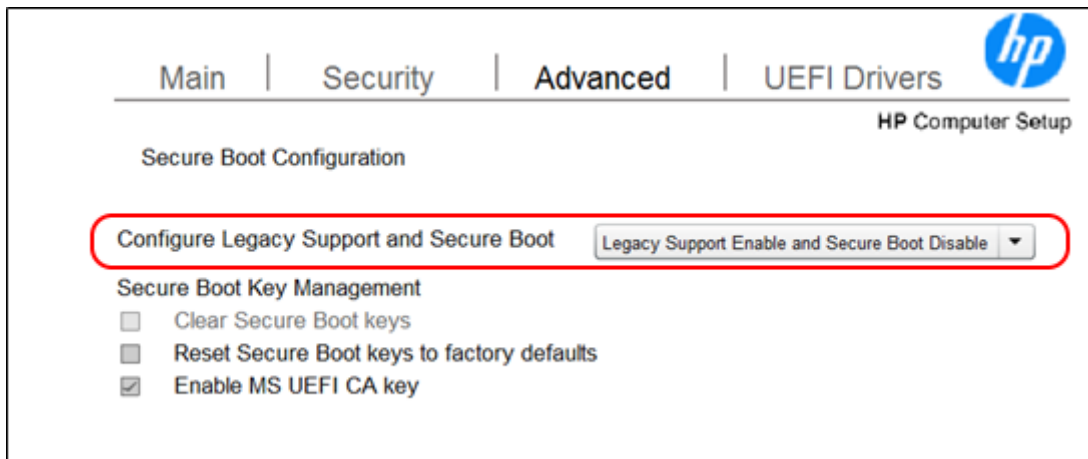 hp
Main | Security | Advanced | UEFI Drivers
HP Computer Setup
Secure Boot Configuration
Configure Legacy Support and Secure Boot Legacy Support Enable and Secure Boot Disable
Secure Boot Key Management
Clear Secure Boot keys
Reset Secure Boot keys to factory defaults
Enable MS UEFI CA key